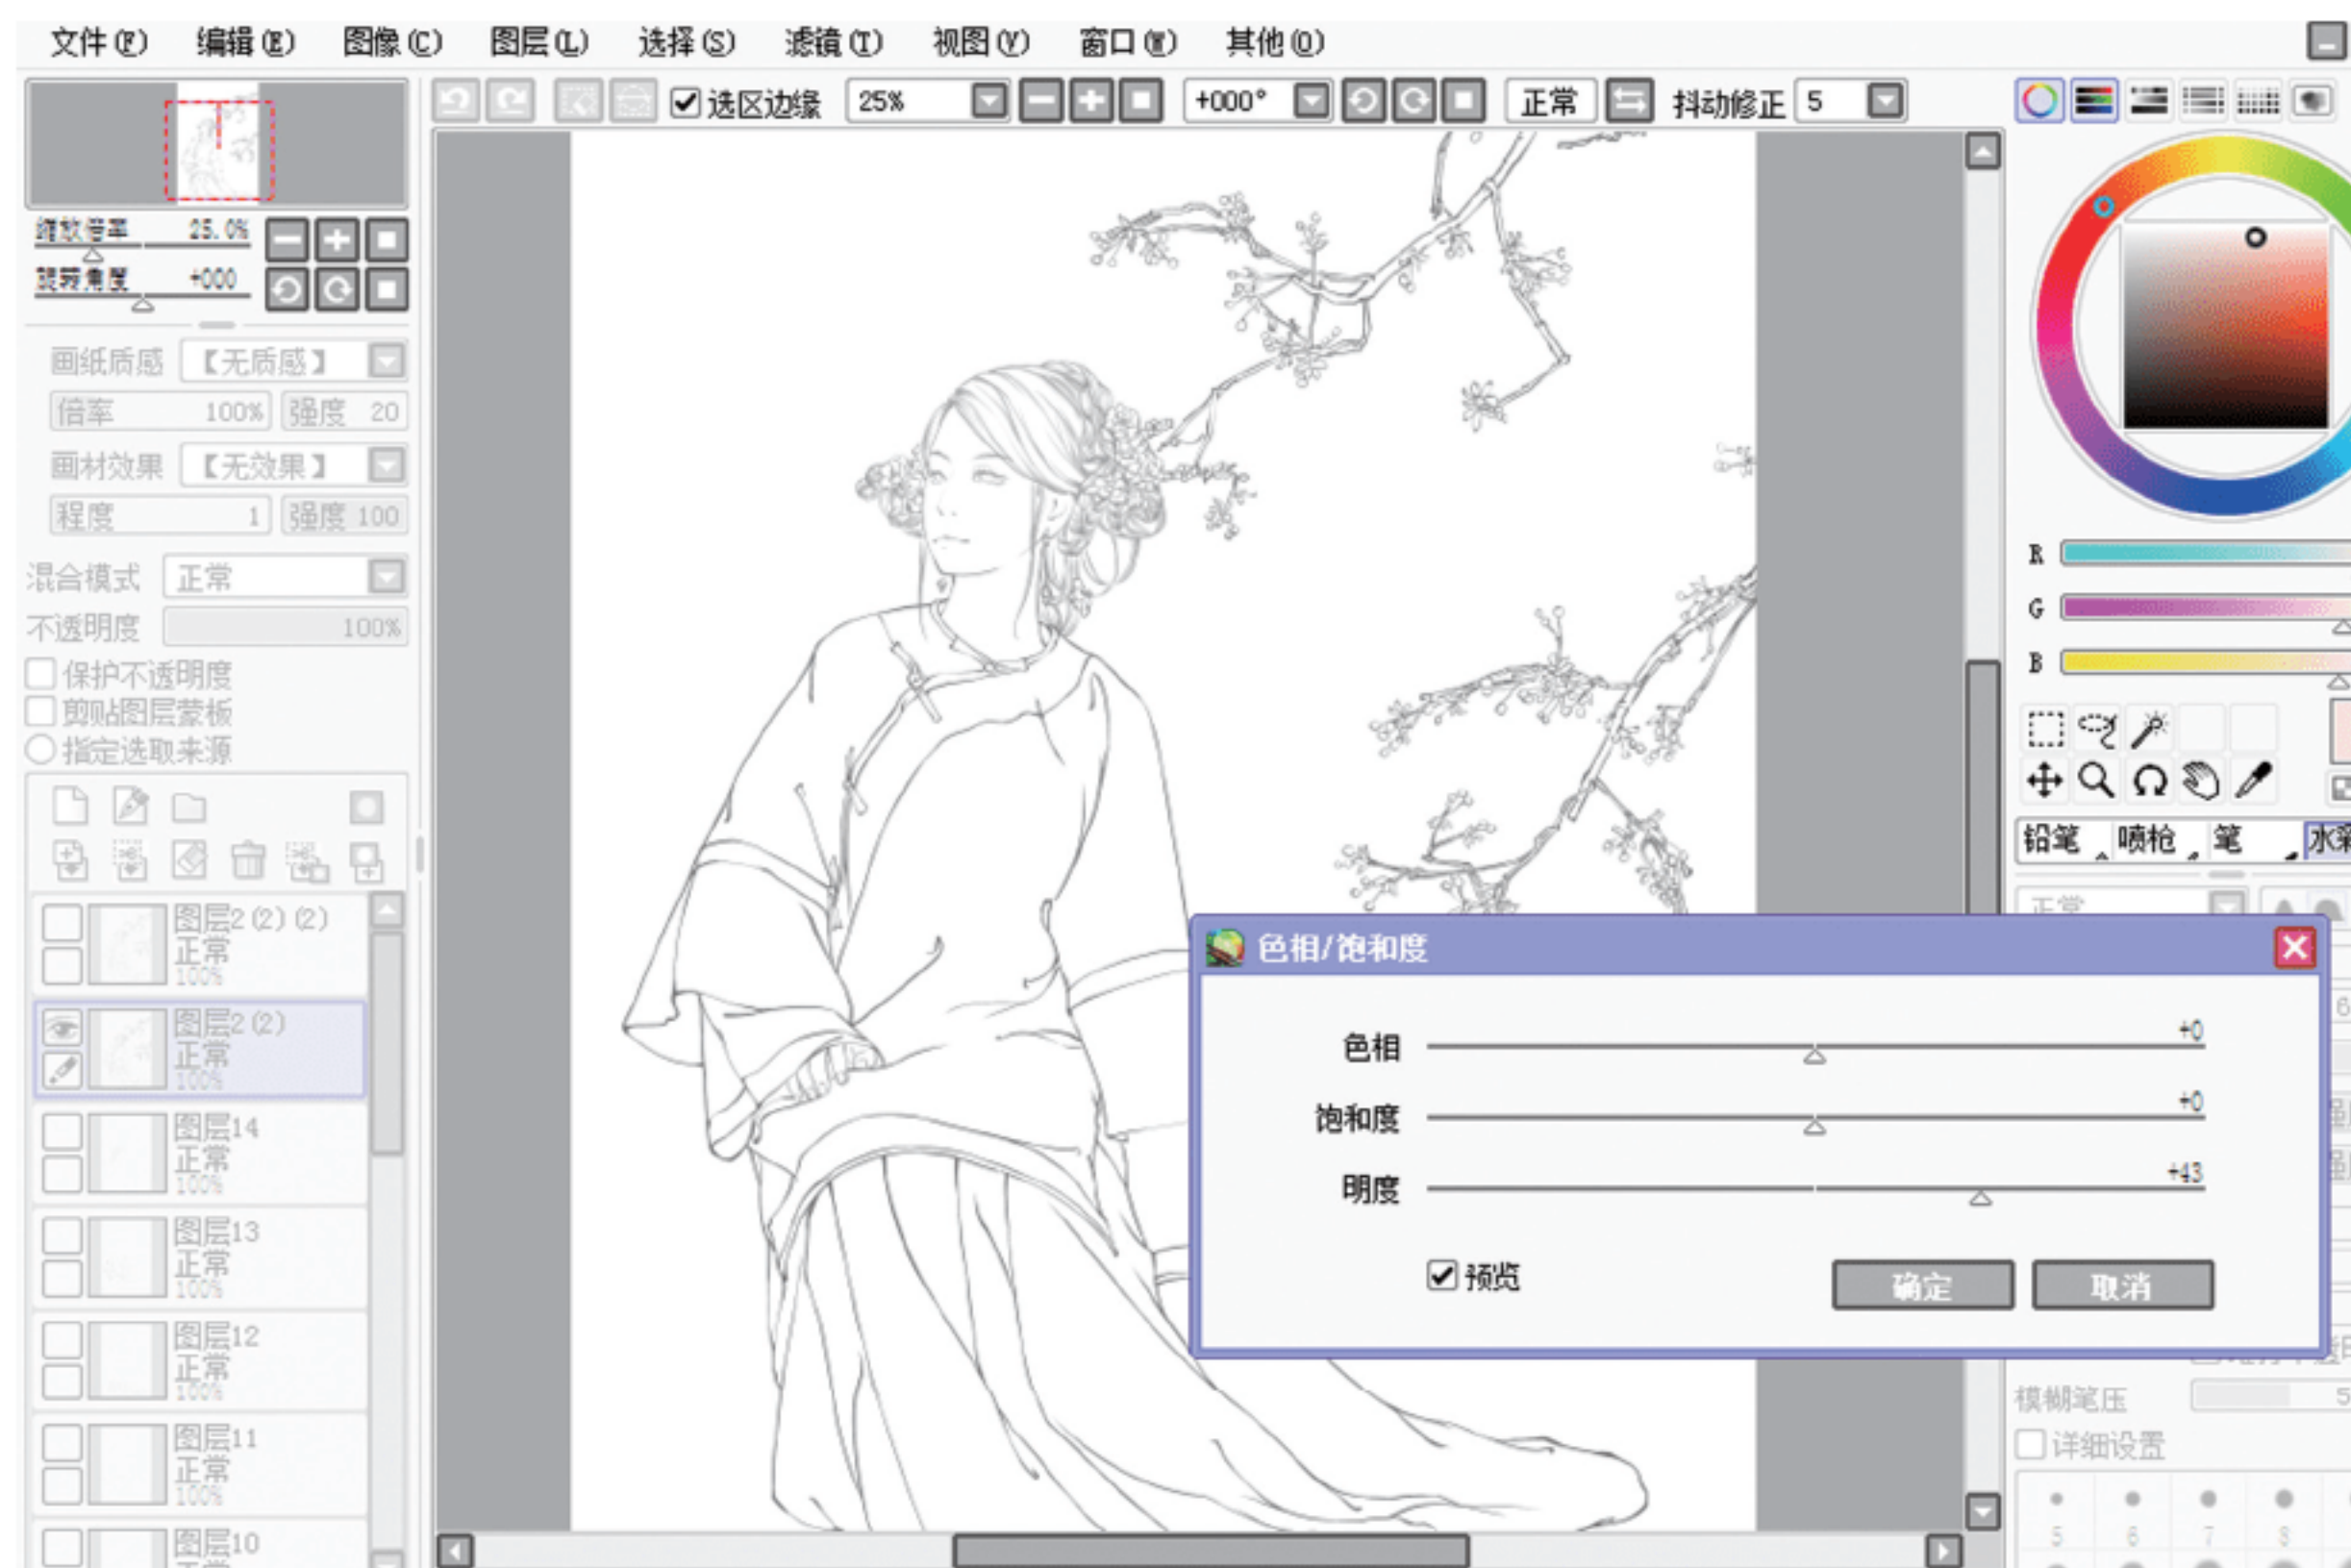 文件(F) 编辑(E) 图像(C) 图层(L) 选择(S) 滤镜(T) 视图(V) 窗口(W) 其他(O)
选区边缘 25% +000° 正常 抖动修正 5
缩放倍率 25.0%
旋转角度 +000
画纸质感 【无质感】
倍率 100% 强度 20
画材效果 【无效果】
程度 1 强度 100
混合模式 正常
不透明度 100%
保护不透明度
剪贴图层蒙板
指定选取来源
图层2(2)(2)
正常
100%
图层2(2)
正常
100%
图层14
正常
100%
图层13
正常
100%
图层12
正常
100%
图层11
正常
100%
图层10
R
G
B
铅笔 喷枪 笔 水彩
正常
色相/饱和度
色相 +0
饱和度 +0
明度 +43
预览 确定 取消
模糊笔压
详细设置
5 6 7 8